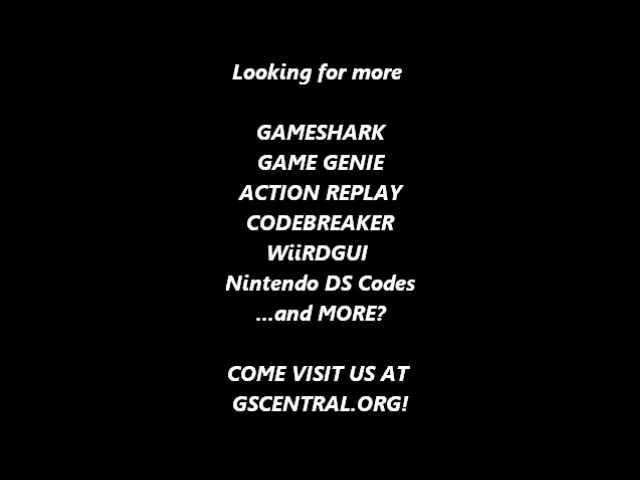 Looking for more
GAMESHARK
GAME GENIE
ACTION REPLAY
CODEBREAKER
WiiRDGUI
Nintendo DS Codes
...and MORE?
COME VISIT US AT
GSCENTRAL.ORG!